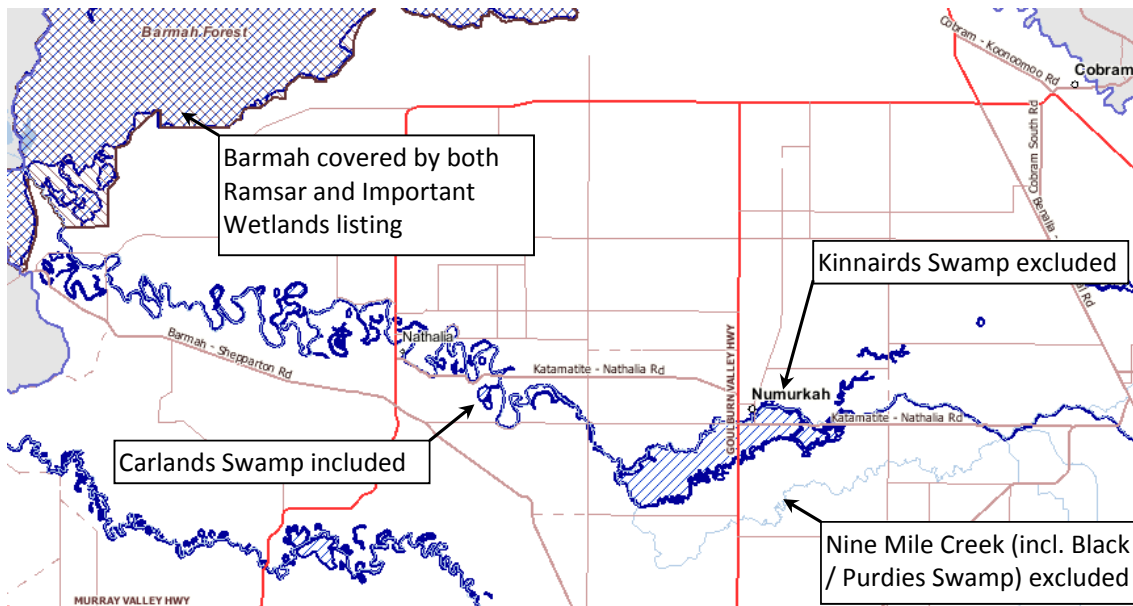 Barmah Forest
Cobram - Koonoomoo Rd
Cobram
Barmah covered by both
Ramsar and Important
Wetlands listing
Cobram South Rd
Benalla -
Rd
Kinnairds Swamp excluded
Nathalia
Barmah - Shepparton Rd
Katamatite - Nathalia Rd
GOULBURN VALLEY HWY
Numurkah
Katamatite - Nathalia Rd
Carlands Swamp included
Nine Mile Creek (incl. Black
/ Purdies Swamp) excluded
MURRAY VALLEY HWY